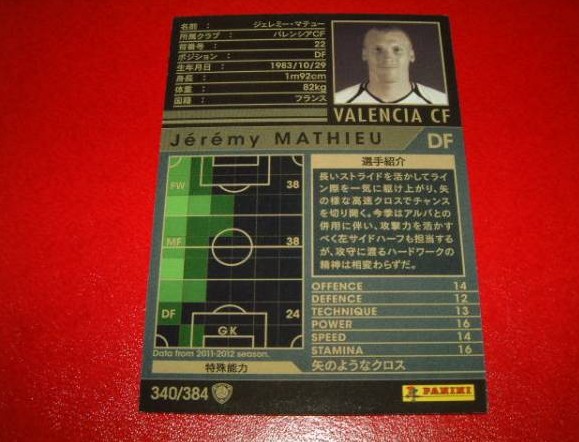 名前： ジェレミー・マテュー
所属クラブ： バレンシアCF
背番号： 22
ポジション： DF
生年月日： 1983/10/29
身長： 1m92cm
体重： 82kg
国籍： フランス
VALENCIA CF
Jérémy MATHIEU DF
FW 38
MF 38
DF 24
GK
Data from 2011-2012 season.
選手紹介
長いストライドを活かしてライ
ン際を一気に駆け上がり、矢
の様な高速クロスでチャンス
を切り開く。今季はアルバとの
併用に伴い、攻撃力を活かす
べく左サイドハーフも担当する
が、攻守に渡るハードワークの
精神は相変わらずだ。
OFFENCE 14
DEFENCE 12
TECHNIQUE 13
POWER 16
SPEED 14
STAMINA 16
特殊能力 矢のようなクロス
340/384
PANINI